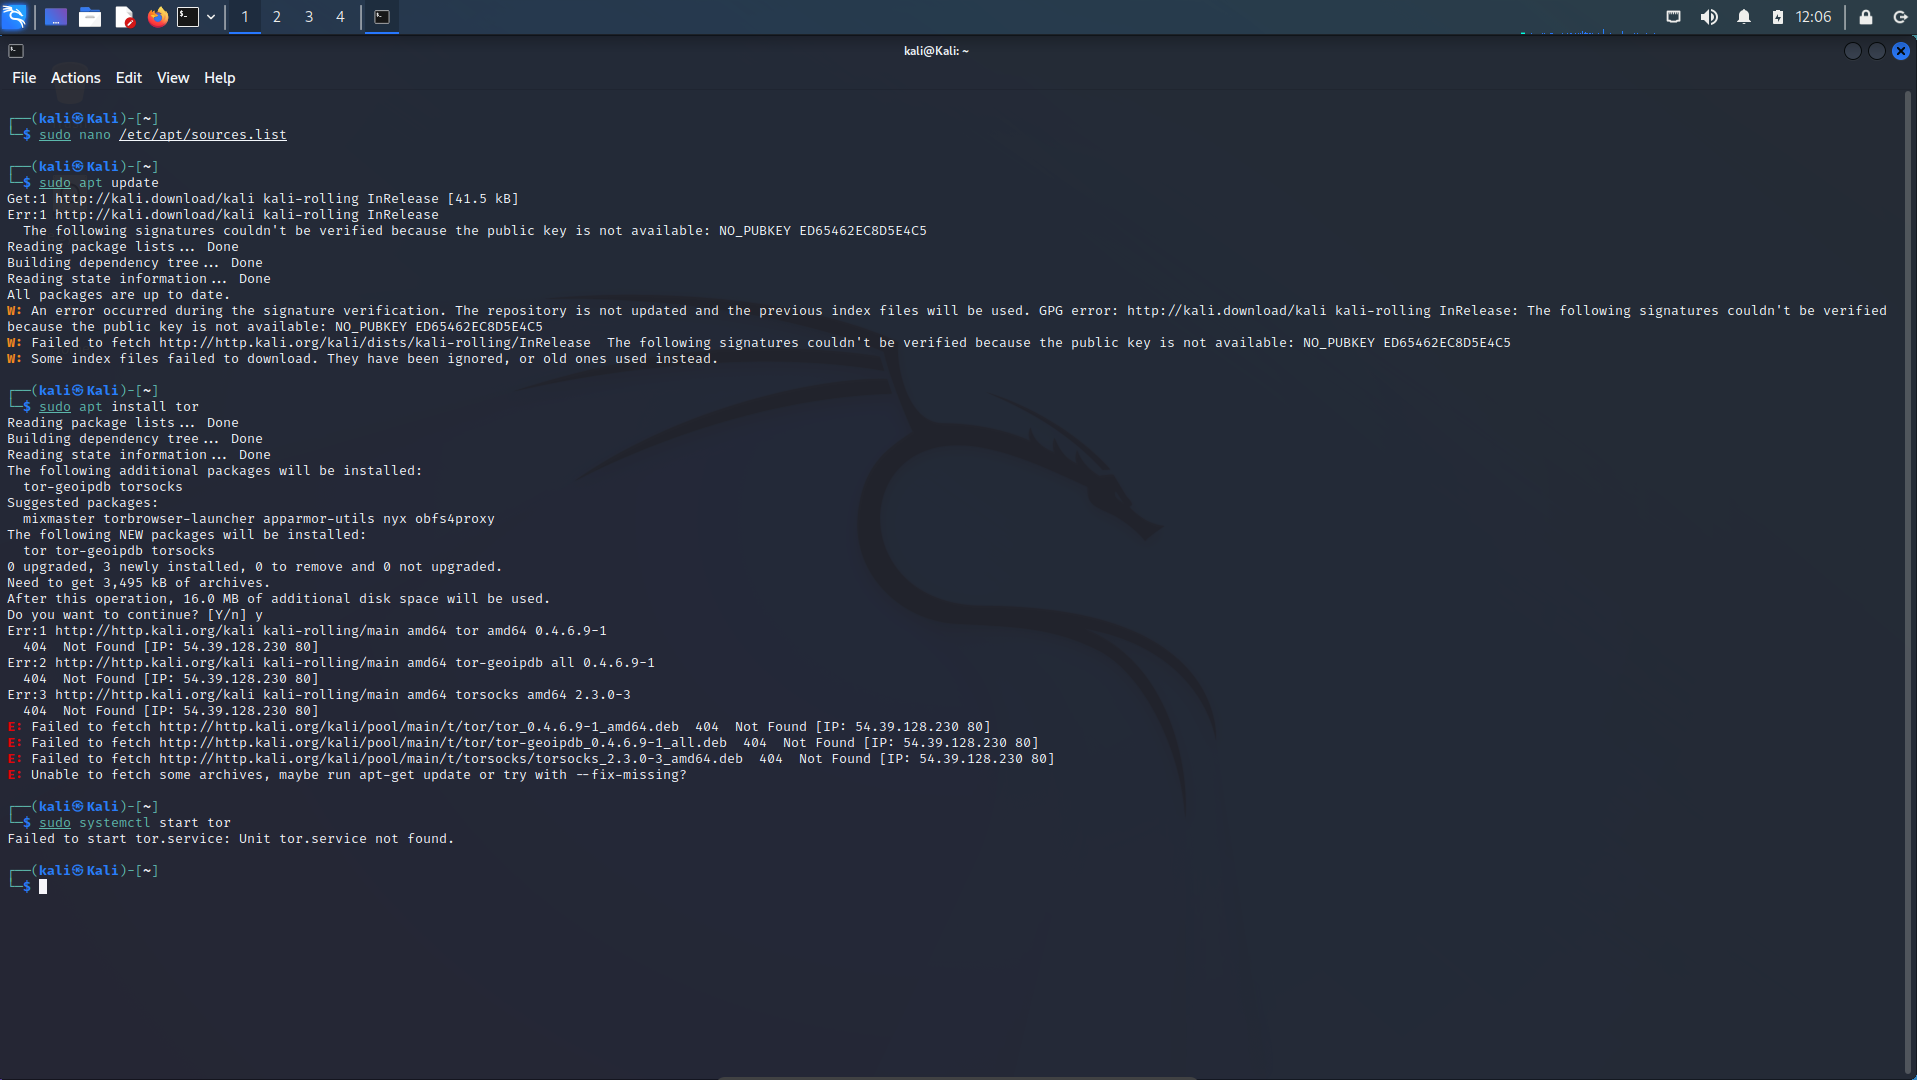 1 2 3 4 12:06
kali@Kali: ~
File Actions Edit View Help
┌──(kali㉿Kali)-[~]
└─$ sudo nano /etc/apt/sources.list
┌──(kali㉿Kali)-[~]
└─$ sudo apt update
Get:1 http://kali.download/kali kali-rolling InRelease [41.5 kB]
Err:1 http://kali.download/kali kali-rolling InRelease
The following signatures couldn't be verified because the public key is not available: NO_PUBKEY ED65462EC8D5E4C5
Reading package lists... Done
Building dependency tree... Done
Reading state information... Done
All packages are up to date.
W: An error occurred during the signature verification. The repository is not updated and the previous index files will be used. GPG error: http://kali.download/kali kali-rolling InRelease: The following signatures couldn't be verified
because the public key is not available: NO_PUBKEY ED65462EC8D5E4C5
W: Failed to fetch http://http.kali.org/kali/dists/kali-rolling/InRelease  The following signatures couldn't be verified because the public key is not available: NO_PUBKEY ED65462EC8D5E4C5
W: Some index files failed to download. They have been ignored, or old ones used instead.
┌──(kali㉿Kali)-[~]
└─$ sudo apt install tor
Reading package lists... Done
Building dependency tree... Done
Reading state information... Done
The following additional packages will be installed:
tor-geoipdb torsocks
Suggested packages:
mixmaster torbrowser-launcher apparmor-utils nyx obfs4proxy
The following NEW packages will be installed:
tor tor-geoipdb torsocks
0 upgraded, 3 newly installed, 0 to remove and 0 not upgraded.
Need to get 3,495 kB of archives.
After this operation, 16.0 MB of additional disk space will be used.
Do you want to continue? [Y/n] y
Err:1 http://http.kali.org/kali kali-rolling/main amd64 tor amd64 0.4.6.9-1
404  Not Found [IP: 54.39.128.230 80]
Err:2 http://http.kali.org/kali kali-rolling/main amd64 tor-geoipdb all 0.4.6.9-1
404  Not Found [IP: 54.39.128.230 80]
Err:3 http://http.kali.org/kali kali-rolling/main amd64 torsocks amd64 2.3.0-3
404  Not Found [IP: 54.39.128.230 80]
E: Failed to fetch http://http.kali.org/kali/pool/main/t/tor/tor_0.4.6.9-1_amd64.deb  404  Not Found [IP: 54.39.128.230 80]
E: Failed to fetch http://http.kali.org/kali/pool/main/t/tor/tor-geoipdb_0.4.6.9-1_all.deb  404  Not Found [IP: 54.39.128.230 80]
E: Failed to fetch http://http.kali.org/kali/pool/main/t/torsocks/torsocks_2.3.0-3_amd64.deb  404  Not Found [IP: 54.39.128.230 80]
E: Unable to fetch some archives, maybe run apt-get update or try with --fix-missing?
┌──(kali㉿Kali)-[~]
└─$ sudo systemctl start tor
Failed to start tor.service: Unit tor.service not found.
┌──(kali㉿Kali)-[~]
└─$